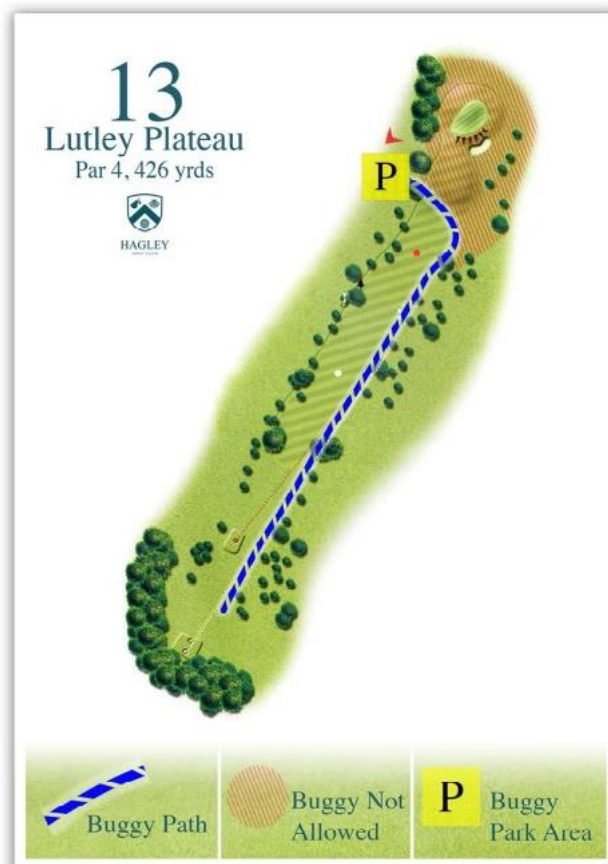 13
Lutley Plateau
Par 4, 426 yrds
HAGLEY
P
Buggy Path
Buggy Not
Allowed
P
Buggy
Park Area